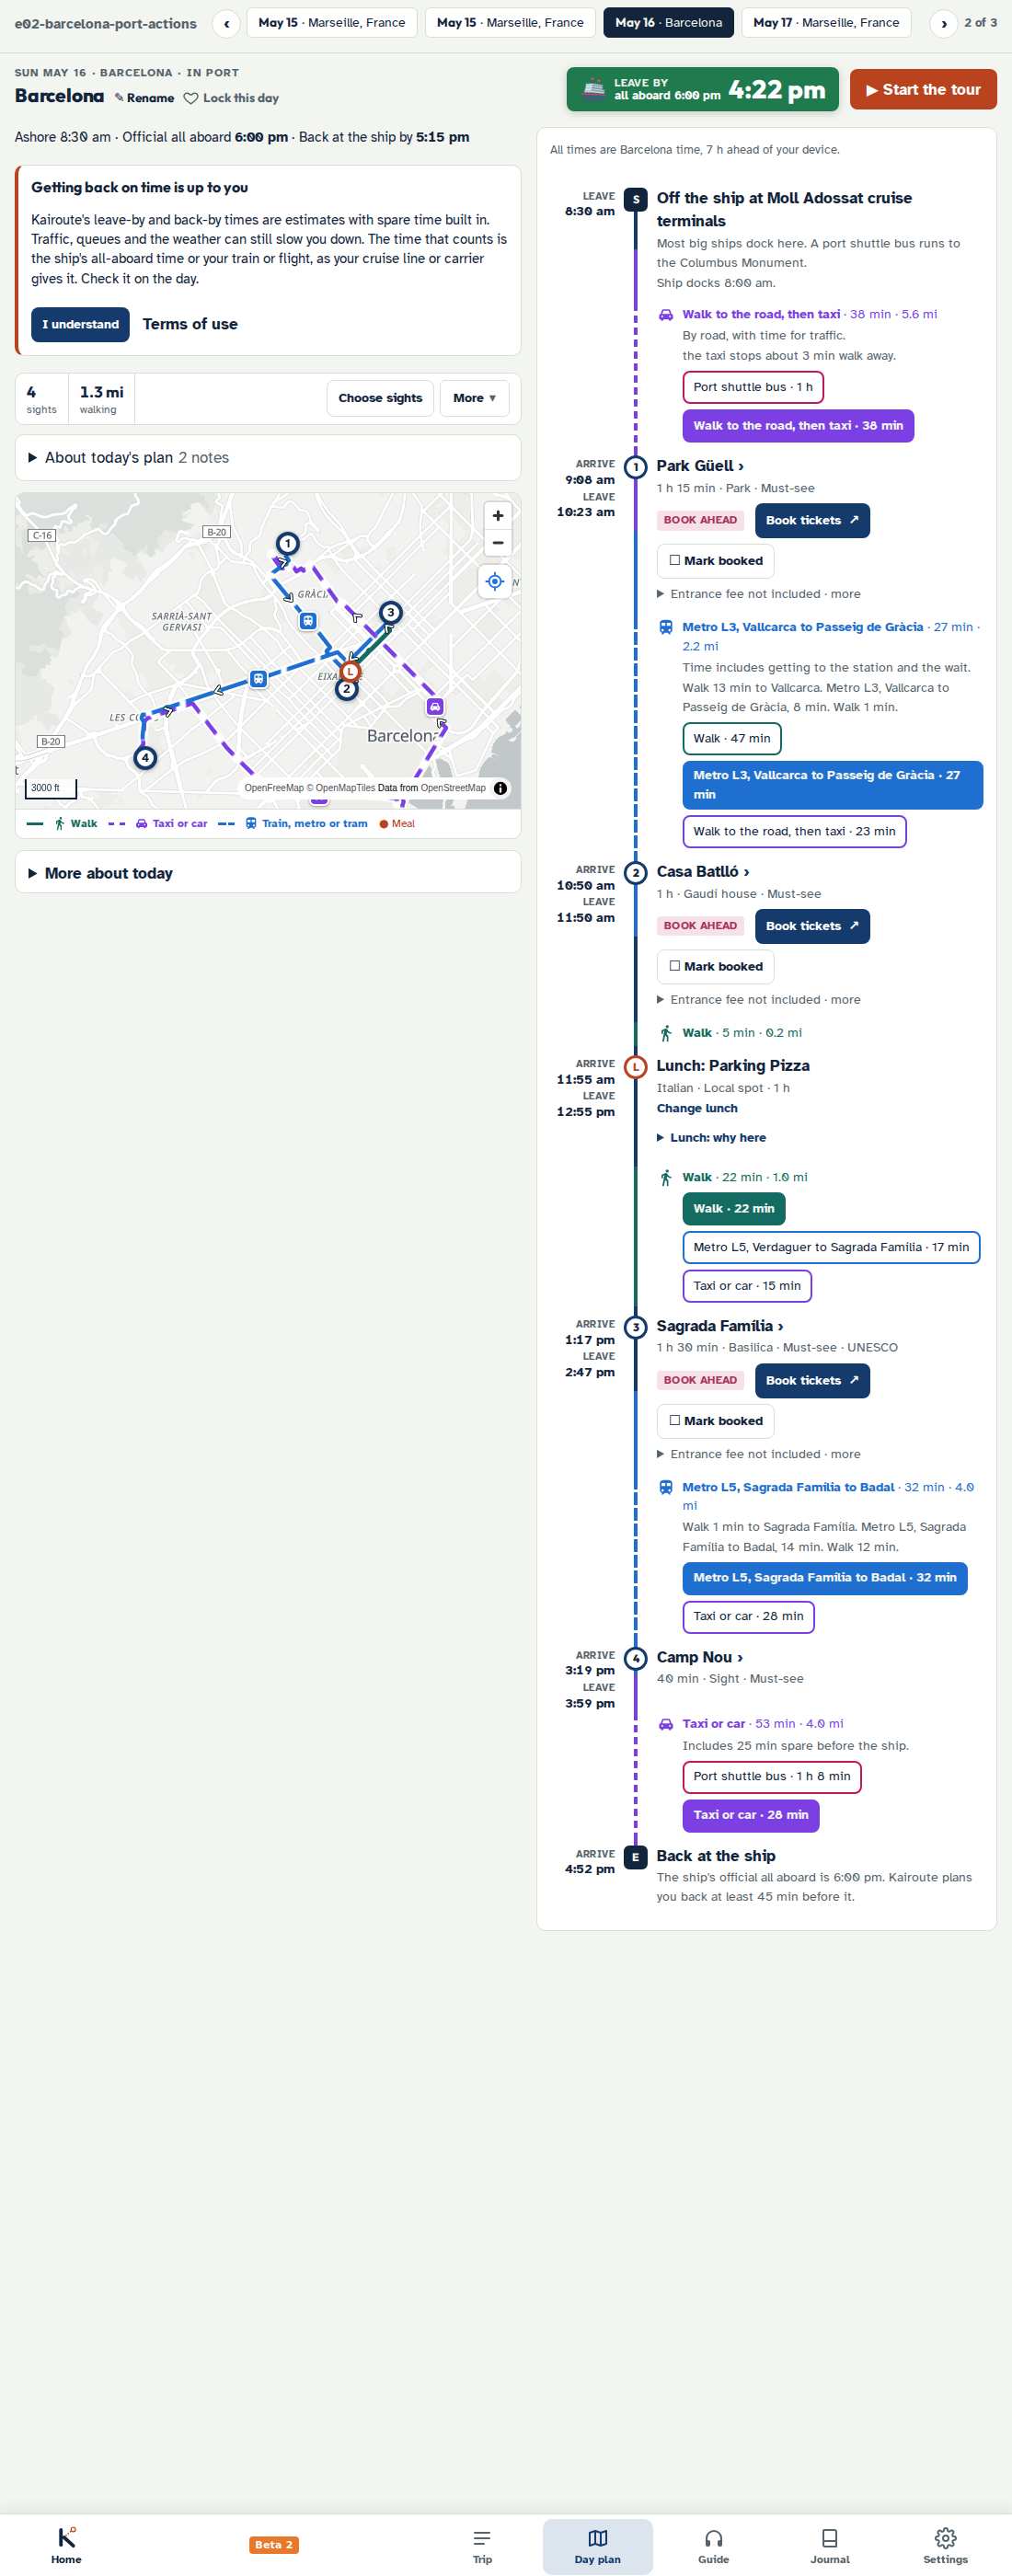 e02-barcelona-port-actions
‹
May 15 · Marseille, France
May 15 · Marseille, France
May 16 · Barcelona
May 17 · Marseille, France
›
2 of 3
SUN MAY 16 · BARCELONA · IN PORT
Barcelona
✎ Rename
Lock this day
LEAVE BY
all aboard 6:00 pm
4:22 pm
▶ Start the tour
Ashore 8:30 am · Official all aboard 6:00 pm · Back at the ship by 5:15 pm
Getting back on time is up to you
Kairoute's leave-by and back-by times are estimates with spare time built in.
Traffic, queues and the weather can still slow you down. The time that counts is
the ship's all-aboard time or your train or flight, as your cruise line or carrier
gives it. Check it on the day.
I understand
Terms of use
4
sights
1.3 mi
walking
Choose sights
More ▼
▶ About today's plan 2 notes
C-16
B-20
1
GRÀCI
N
SARRIÀ-SANT
GERVASI
3
L
EIXA
2
LES CO
B-20
Barcelona
4
t
3000 ft
OpenFreeMap © OpenMapTiles Data from OpenStreetMap
Walk
Taxi or car
Train, metro or tram
Meal
▶ More about today
All times are Barcelona time, 7 h ahead of your device.
LEAVE
8:30 am
S
Off the ship at Moll Adossat cruise
terminals
Most big ships dock here. A port shuttle bus runs to
the Columbus Monument.
Ship docks 8:00 am.
Walk to the road, then taxi · 38 min · 5.6 mi
By road, with time for traffic.
the taxi stops about 3 min walk away.
Port shuttle bus · 1 h
Walk to the road, then taxi · 38 min
ARRIVE
9:08 am
LEAVE
10:23 am
1
Park Güell ›
1 h 15 min · Park · Must-see
BOOK AHEAD
Book tickets ↗
☐ Mark booked
▶ Entrance fee not included · more
Metro L3, Vallcarca to Passeig de Gràcia · 27 min ·
2.2 mi
Time includes getting to the station and the wait.
Walk 13 min to Vallcarca. Metro L3, Vallcarca to
Passeig de Gràcia, 8 min. Walk 1 min.
Walk · 47 min
Metro L3, Vallcarca to Passeig de Gràcia · 27
min
Walk to the road, then taxi · 23 min
ARRIVE
10:50 am
LEAVE
11:50 am
2
Casa Batlló ›
1 h · Gaudí house · Must-see
BOOK AHEAD
Book tickets ↗
☐ Mark booked
▶ Entrance fee not included · more
Walk · 5 min · 0.2 mi
ARRIVE
11:55 am
LEAVE
12:55 pm
L
Lunch: Parking Pizza
Italian · Local spot · 1 h
Change lunch
▶ Lunch: why here
Walk · 22 min · 1.0 mi
Walk · 22 min
Metro L5, Verdaguer to Sagrada Família · 17 min
Taxi or car · 15 min
ARRIVE
1:17 pm
LEAVE
2:47 pm
3
Sagrada Família ›
1 h 30 min · Basilica · Must-see · UNESCO
BOOK AHEAD
Book tickets ↗
☐ Mark booked
▶ Entrance fee not included · more
Metro L5, Sagrada Família to Badal · 32 min · 4.0
mi
Walk 1 min to Sagrada Família. Metro L5, Sagrada
Família to Badal, 14 min. Walk 12 min.
Metro L5, Sagrada Família to Badal · 32 min
Taxi or car · 28 min
ARRIVE
3:19 pm
LEAVE
3:59 pm
4
Camp Nou ›
40 min · Sight · Must-see
Taxi or car · 53 min · 4.0 mi
Includes 25 min spare before the ship.
Port shuttle bus · 1 h 8 min
Taxi or car · 28 min
ARRIVE
4:52 pm
E
Back at the ship
The ship's official all aboard is 6:00 pm. Kairoute plans
you back at least 45 min before it.
Home
Beta 2
Trip
Day plan
Guide
Journal
Settings